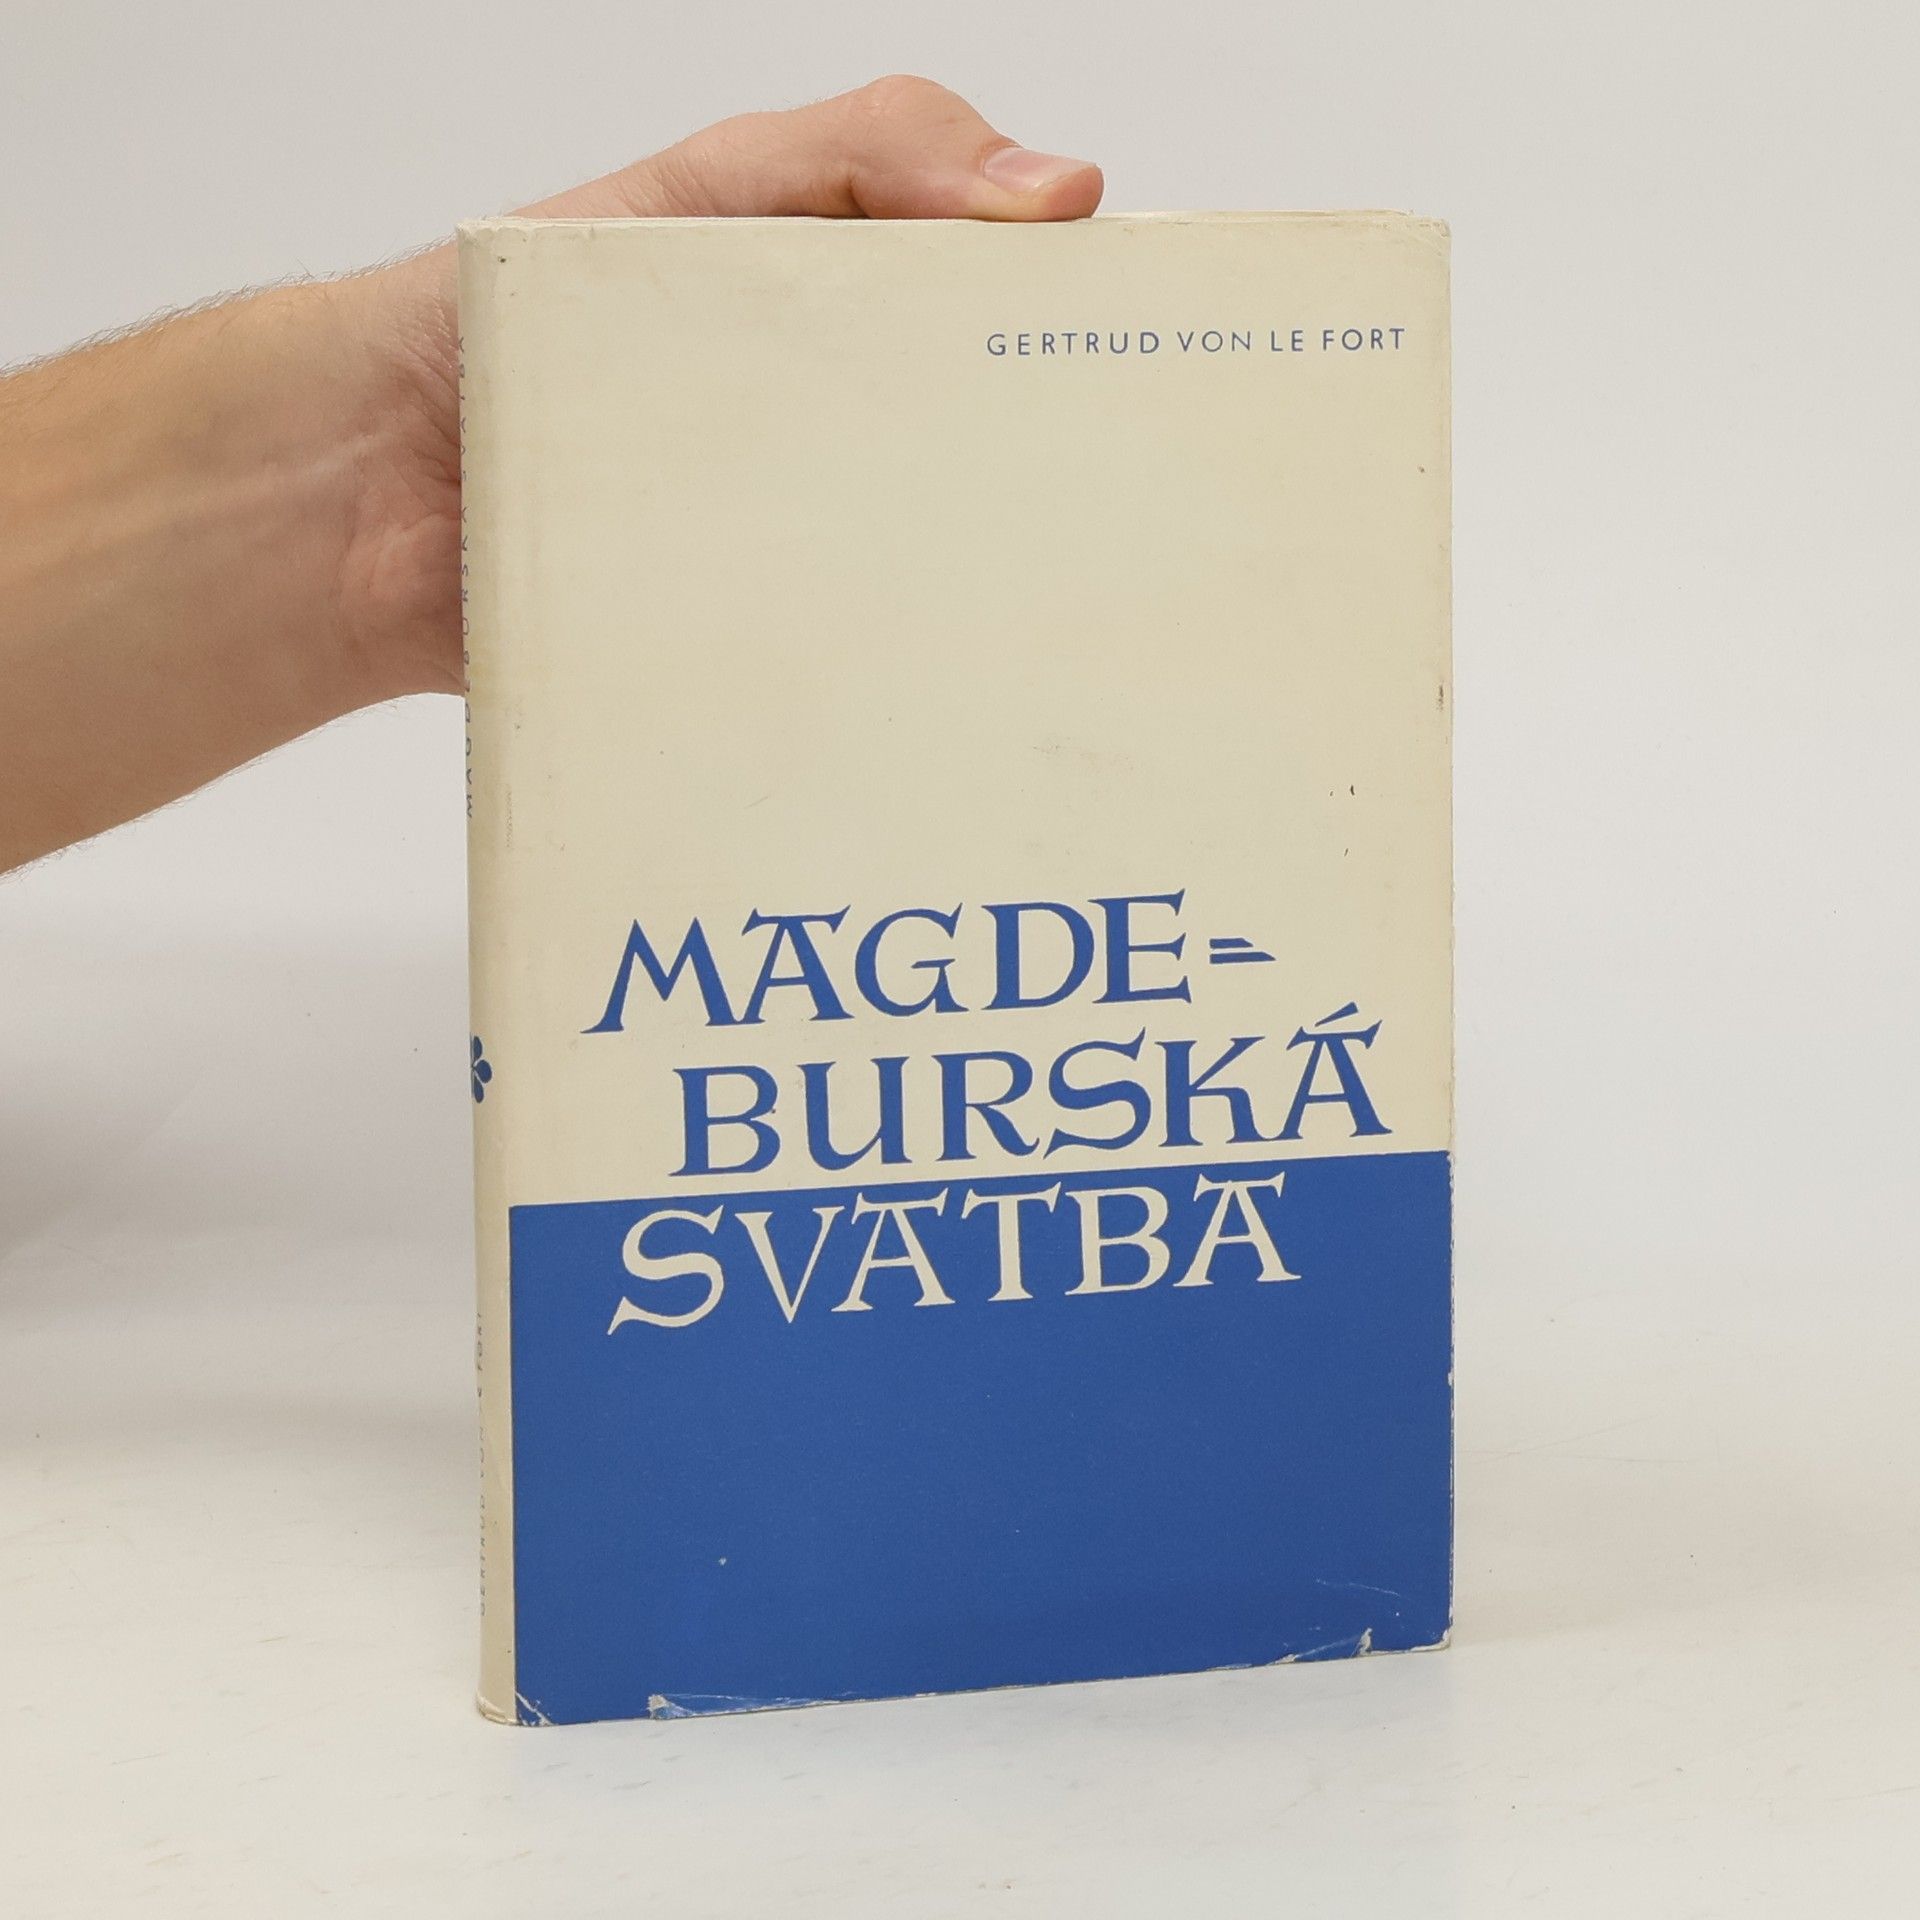 GERTRUD VON LE FORT
MAGDE=
BURSKÁ
SVATBA
MAGDEBURSKÁ SVATBA
GERTRUD VON LE FORT